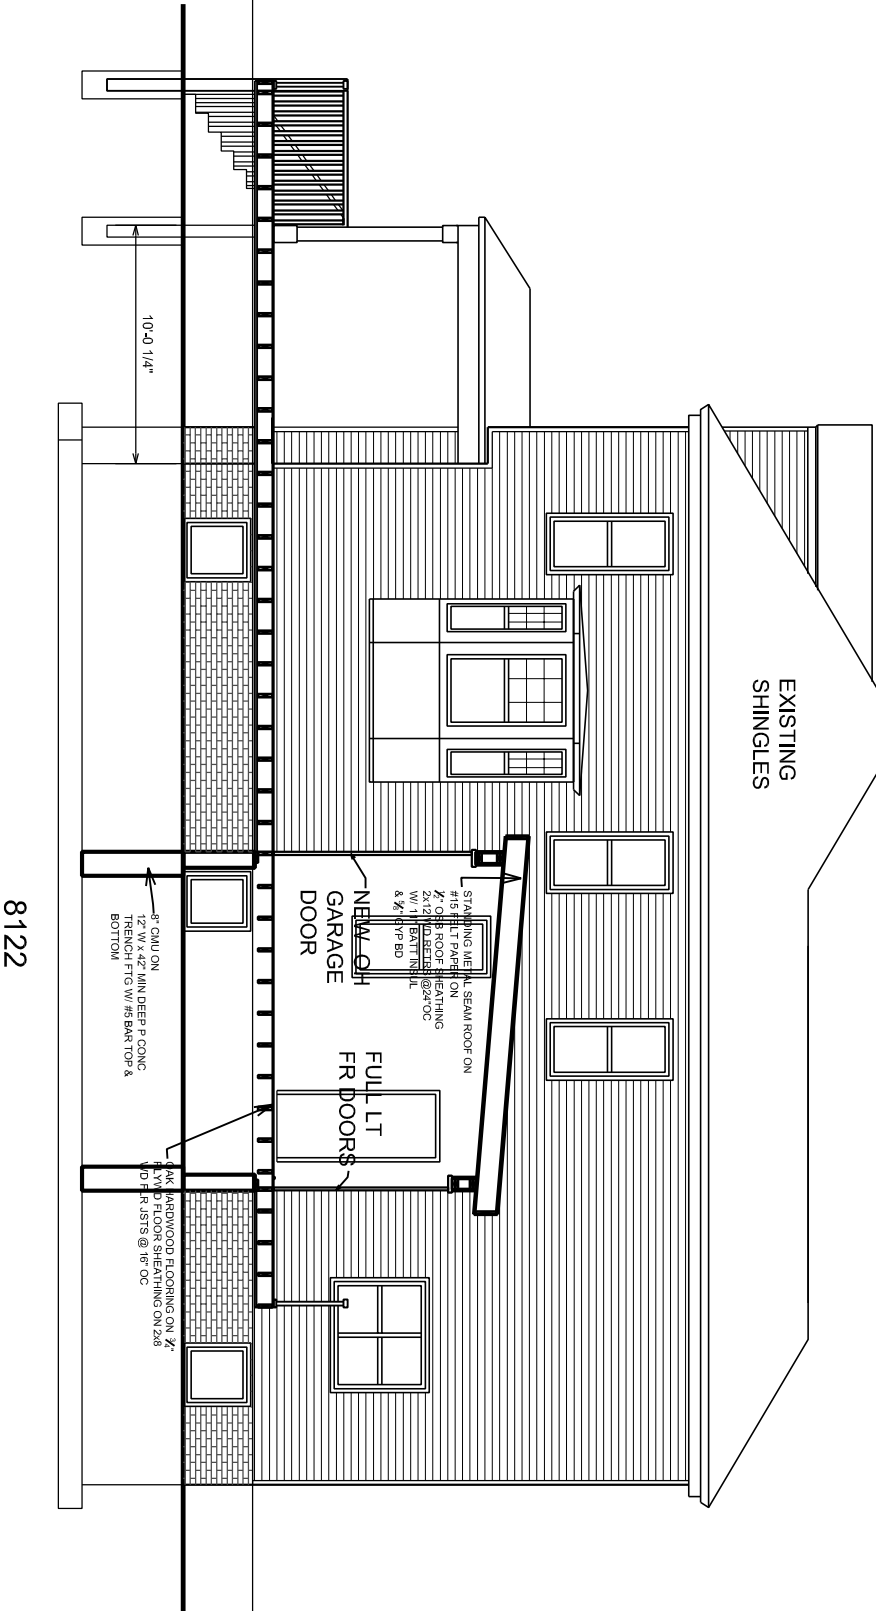 EXISTING
SHINGLES
STANDING METAL SEAM ROOF ON
#15 FELT PAPER ON
½" OSB ROOF SHEATHING
2x12 WD RFTRS @24"OC
W/ 11" BATT INSUL
& ⅝" GYP BD
NEW OH
GARAGE
DOOR
FULL LT
FR DOORS
10'-0 1/4"
8" CMU ON
12" W x 42" MIN DEEP P CONC
TRENCH FTG W/ #5 BAR TOP &
BOTTOM
OAK HARDWOOD FLOORING ON ¾"
PLYWD FLOOR SHEATHING ON 2x8
WD FLR JSTS @ 16" OC
8122